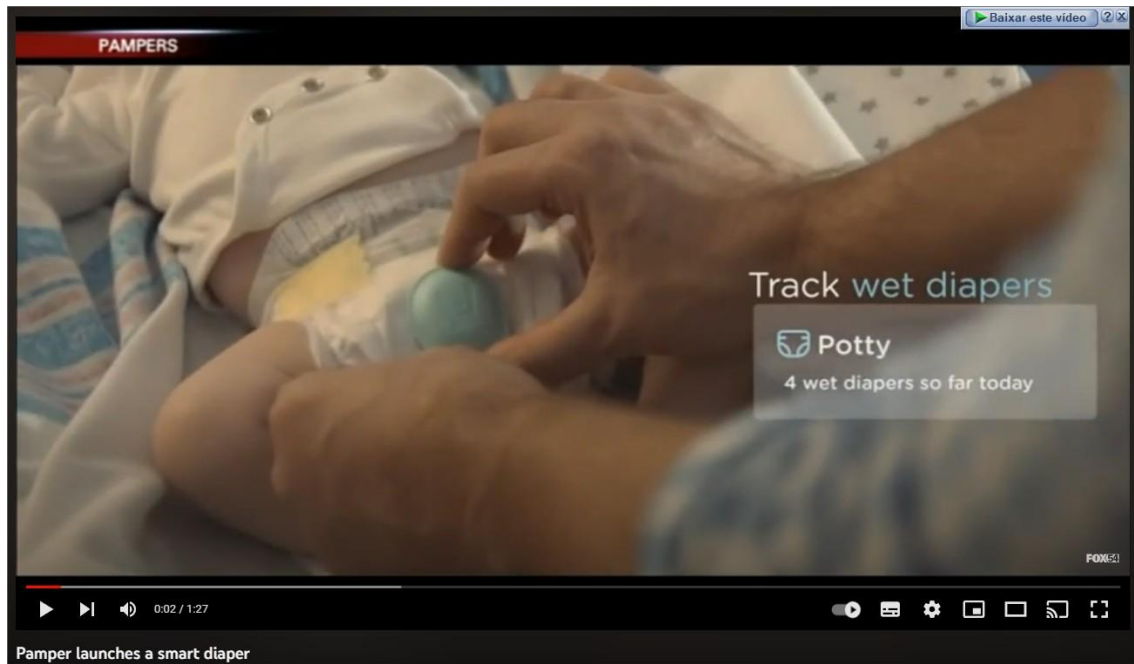 Baixar este vídeo
PAMPERS
Track wet diapers
Potty
4 wet diapers so far today
FOX54
0:02 / 1:27
Pamper launches a smart diaper